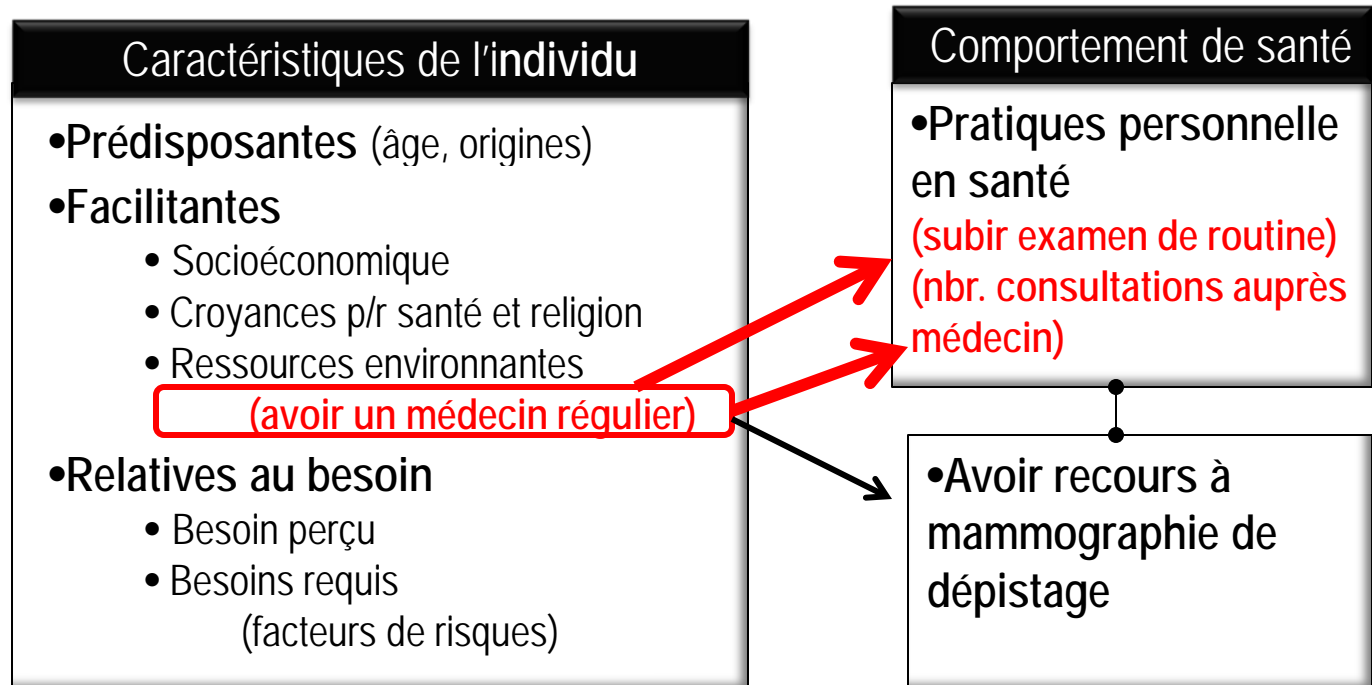 Caractéristiques de l'individu
•Prédisposantes (âge, origines)
•Facilitantes
• Socioéconomique
• Croyances p/r santé et religion
• Ressources environnantes
(avoir un médecin régulier)
•Relatives au besoin
• Besoin perçu
• Besoins requis
(facteurs de risques)
Comportement de santé
•Pratiques personnelle
en santé
(subir examen de routine)
(nbr. consultations auprès
médecin)
•Avoir recours à
mammographie de
dépistage